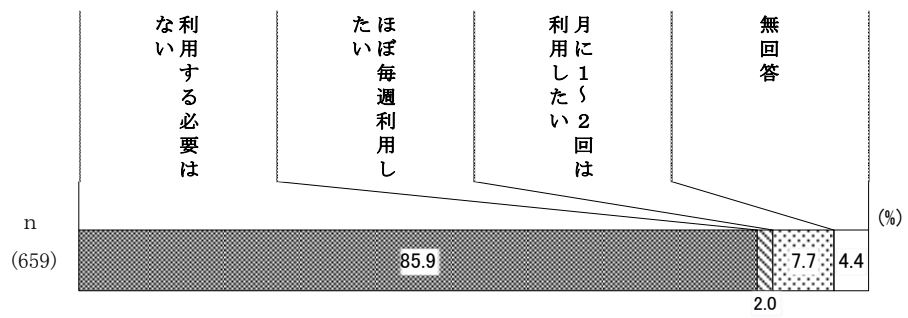 利用する必要は
ない
ほぼ毎週利用し
たい
月に1～2回は
利用したい
無回答
(%)
n
(659)
85.9
2.0
7.7
4.4